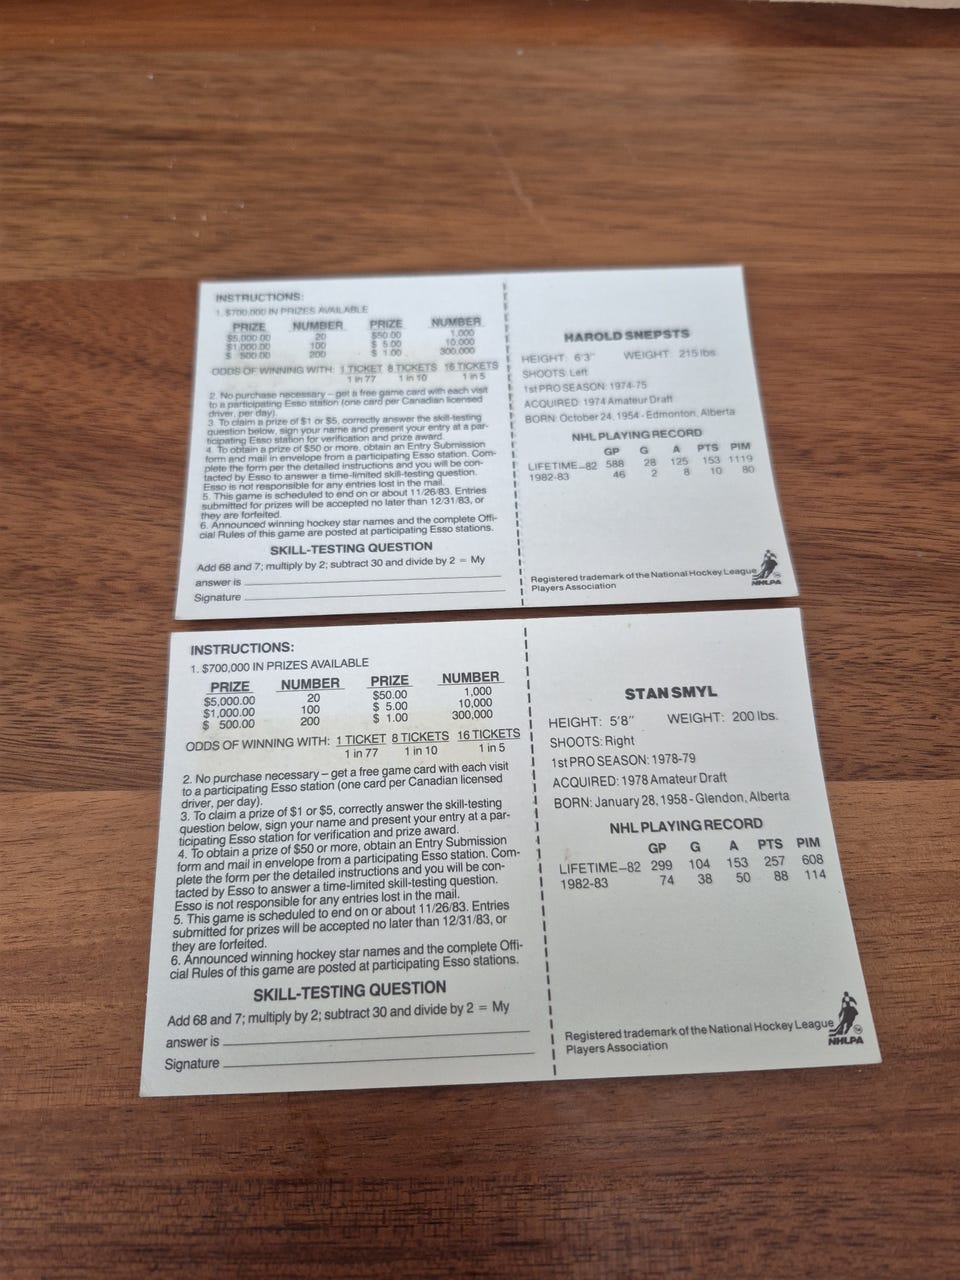 INSTRUCTIONS:
1. $700,000 IN PRIZES AVAILABLE
PRIZE NUMBER PRIZE NUMBER
$5,000.00 20 $50.00 1,000
$1,000.00 100 $ 5.00 10,000
$ 500.00 200 $ 1.00 300,000
ODDS OF WINNING WITH: 1 TICKET 8 TICKETS 16 TICKETS
1 in 77 1 in 10 1 in 5
2. No purchase necessary – get a free game card with each visit
to a participating Esso station (one card per Canadian licensed
driver, per day).
3. To claim a prize of $1 or $5, correctly answer the skill-testing
question below, sign your name and present your entry at a par-
ticipating Esso station for verification and prize award.
4. To obtain a prize of $50 or more, obtain an Entry Submission
form and mail in envelope from a participating Esso station. Com-
plete the form per the detailed instructions and you will be con-
tacted by Esso to answer a time-limited skill-testing question.
Esso is not responsible for any entries lost in the mail.
5. This game is scheduled to end on or about 11/26/83. Entries
submitted for prizes will be accepted no later than 12/31/83, or
they are forfeited.
6. Announced winning hockey star names and the complete Offi-
cial Rules of this game are posted at participating Esso stations.
SKILL-TESTING QUESTION
Add 68 and 7; multiply by 2; subtract 30 and divide by 2 = My
answer is
Signature
HAROLD SNEPSTS
HEIGHT: 6'3" WEIGHT: 215 lbs.
SHOOTS: Left
1st PRO SEASON: 1974-75
ACQUIRED: 1974 Amateur Draft
BORN: October 24, 1954 - Edmonton, Alberta
NHL PLAYING RECORD
GP G A PTS PIM
LIFETIME–82 588 28 125 153 1119
1982-83 46 2 8 10 80
Registered trademark of the National Hockey League
Players Association
NHLPA
INSTRUCTIONS:
1. $700,000 IN PRIZES AVAILABLE
PRIZE NUMBER PRIZE NUMBER
$5,000.00 20 $50.00 1,000
$1,000.00 100 $ 5.00 10,000
$ 500.00 200 $ 1.00 300,000
ODDS OF WINNING WITH: 1 TICKET 8 TICKETS 16 TICKETS
1 in 77 1 in 10 1 in 5
2. No purchase necessary – get a free game card with each visit
to a participating Esso station (one card per Canadian licensed
driver, per day).
3. To claim a prize of $1 or $5, correctly answer the skill-testing
question below, sign your name and present your entry at a par-
ticipating Esso station for verification and prize award.
4. To obtain a prize of $50 or more, obtain an Entry Submission
form and mail in envelope from a participating Esso station. Com-
plete the form per the detailed instructions and you will be con-
tacted by Esso to answer a time-limited skill-testing question.
Esso is not responsible for any entries lost in the mail.
5. This game is scheduled to end on or about 11/26/83. Entries
submitted for prizes will be accepted no later than 12/31/83, or
they are forfeited.
6. Announced winning hockey star names and the complete Offi-
cial Rules of this game are posted at participating Esso stations.
SKILL-TESTING QUESTION
Add 68 and 7; multiply by 2; subtract 30 and divide by 2 = My
answer is
Signature
STAN SMYL
HEIGHT: 5'8" WEIGHT: 200 lbs.
SHOOTS: Right
1st PRO SEASON: 1978-79
ACQUIRED: 1978 Amateur Draft
BORN: January 28, 1958 - Glendon, Alberta
NHL PLAYING RECORD
GP G A PTS PIM
LIFETIME–82 299 104 153 257 608
1982-83 74 38 50 88 114
Registered trademark of the National Hockey League
Players Association
NHLPA